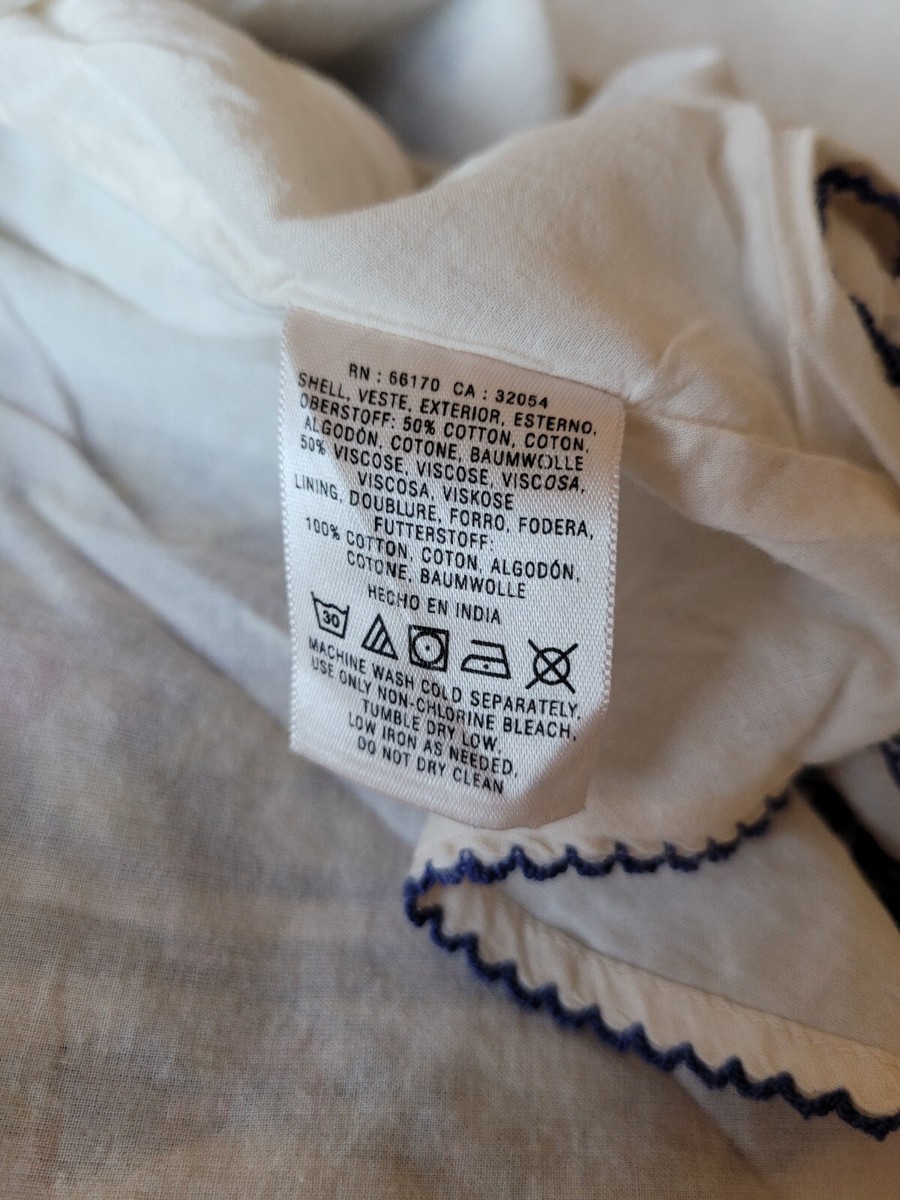 RN : 66170 CA : 32054
SHELL, VESTE, EXTERIOR, ESTERNO,
OBERSTOFF: 50% COTTON, COTON,
ALGODÓN, COTONE, BAUMWOLLE
50% VISCOSE, VISCOSE, VISCOSA,
VISCOSA, VISKOSE
LINING, DOUBLURE, FORRO, FODERA,
FUTTERSTOFF:
100% COTTON, COTON, ALGODÓN,
COTONE, BAUMWOLLE
HECHO EN INDIA
30
MACHINE WASH COLD SEPARATELY,
USE ONLY NON-CHLORINE BLEACH,
TUMBLE DRY LOW,
LOW IRON AS NEEDED,
DO NOT DRY CLEAN